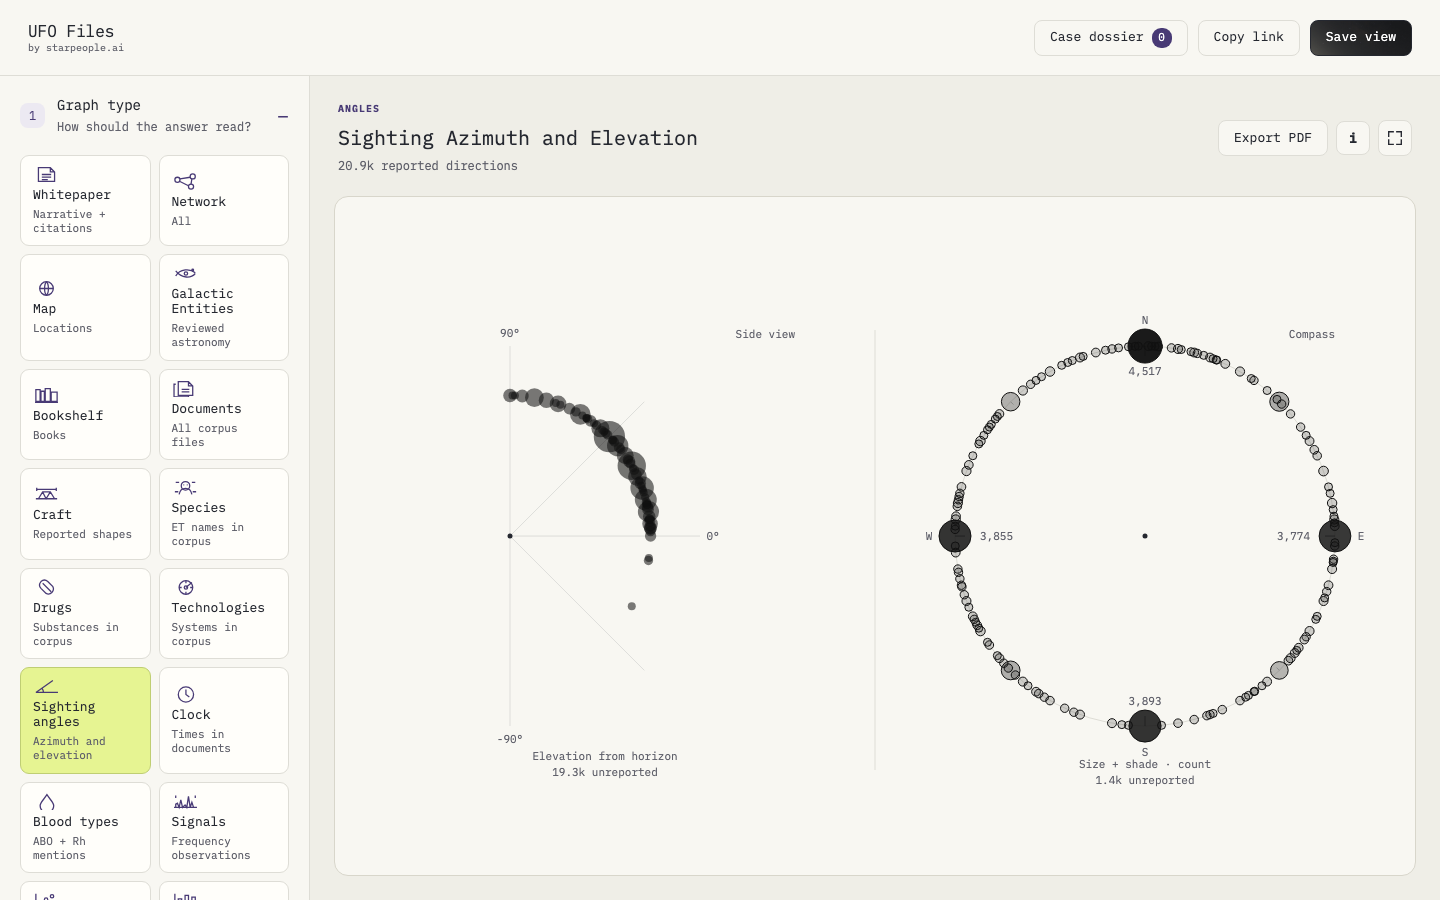 UFO Files
by starpeople.ai
Case dossier 0
Copy link
Save view
1
Graph type
How should the answer read?
Whitepaper
Narrative +
citations
Network
All
Map
Locations
Galactic
Entities
Reviewed
astronomy
Bookshelf
Books
Documents
All corpus
files
Craft
Reported shapes
Species
ET names in
corpus
Drugs
Substances in
corpus
Technologies
Systems in
corpus
Sighting
angles
Azimuth and
elevation
Clock
Times in
documents
Blood types
ABO + Rh
mentions
Signals
Frequency
observations
ANGLES
Sighting Azimuth and Elevation
20.9k reported directions
Export PDF
i
90°
Side view
0°
-90°
Elevation from horizon
19.3k unreported
N
Compass
4,517
W
3,855
3,774
E
3,893
S
Size + shade · count
1.4k unreported